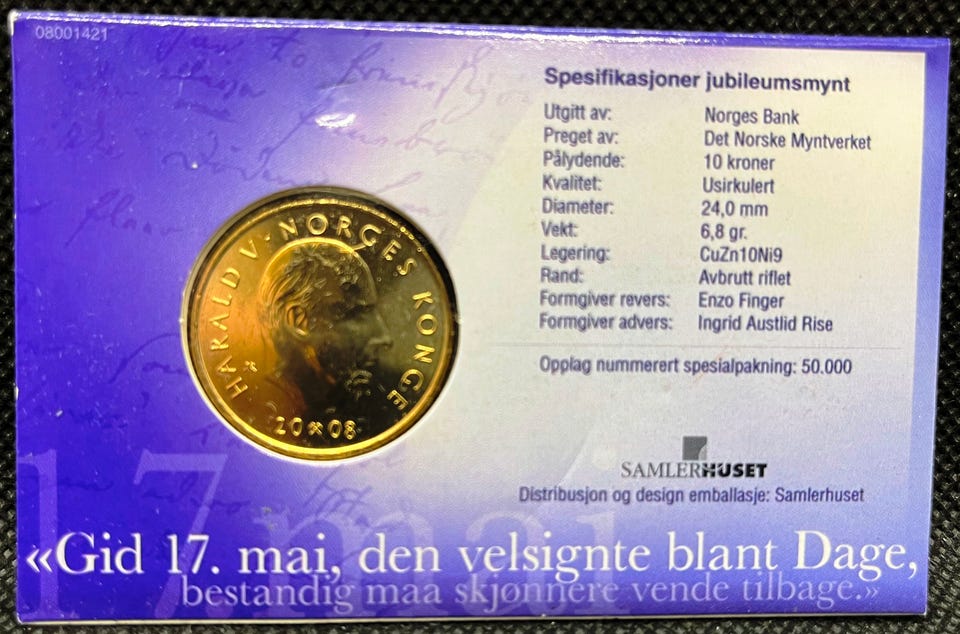 08001421
Spesifikasjoner jubileumsmynt
Utgitt av: Norges Bank
Preget av: Det Norske Myntverket
Pålydende: 10 kroner
Kvalitet: Usirkulert
Diameter: 24,0 mm
Vekt: 6,8 gr.
Legering: CuZn10Ni9
Rand: Avbrutt riflet
Formgiver revers: Enzo Finger
Formgiver advers: Ingrid Austlid Rise
Opplag nummerert spesialpakning: 50.000
HARALD V · NORGES KONGE
20 08
SAMLERHUSET
Distribusjon og design emballasje: Samlerhuset
17 mai
«Gid 17. mai, den velsignte blant Dage,
bestandig maa skjønnere vende tilbage.»